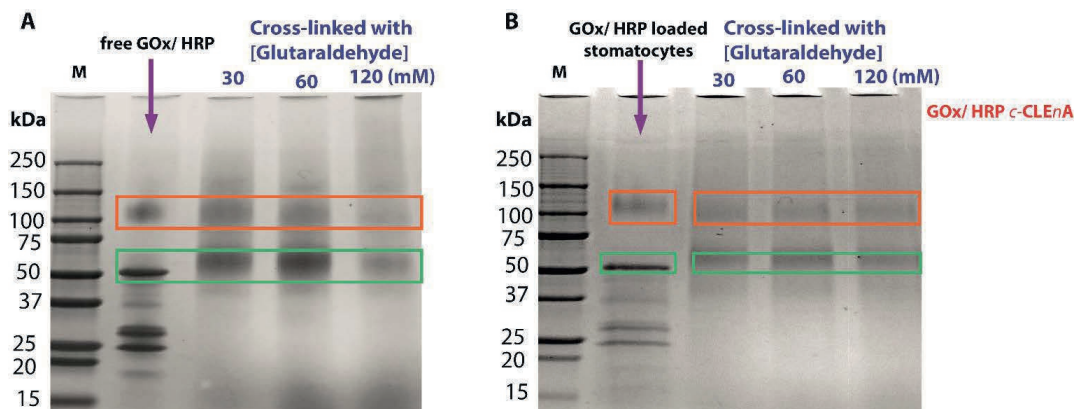 A
free GOx/ HRP
Cross-linked with
[Glutaraldehyde]
M
30
60
120 (mM)
kDa
250
150
100
75
50
37
25
20
15
B
GOx/ HRP loaded
stomatocytes
Cross-linked with
[Glutaraldehyde]
M
30
60
120 (mM)
kDa
250
150
100
75
50
37
25
20
15
GOx/ HRP c-CLEnA